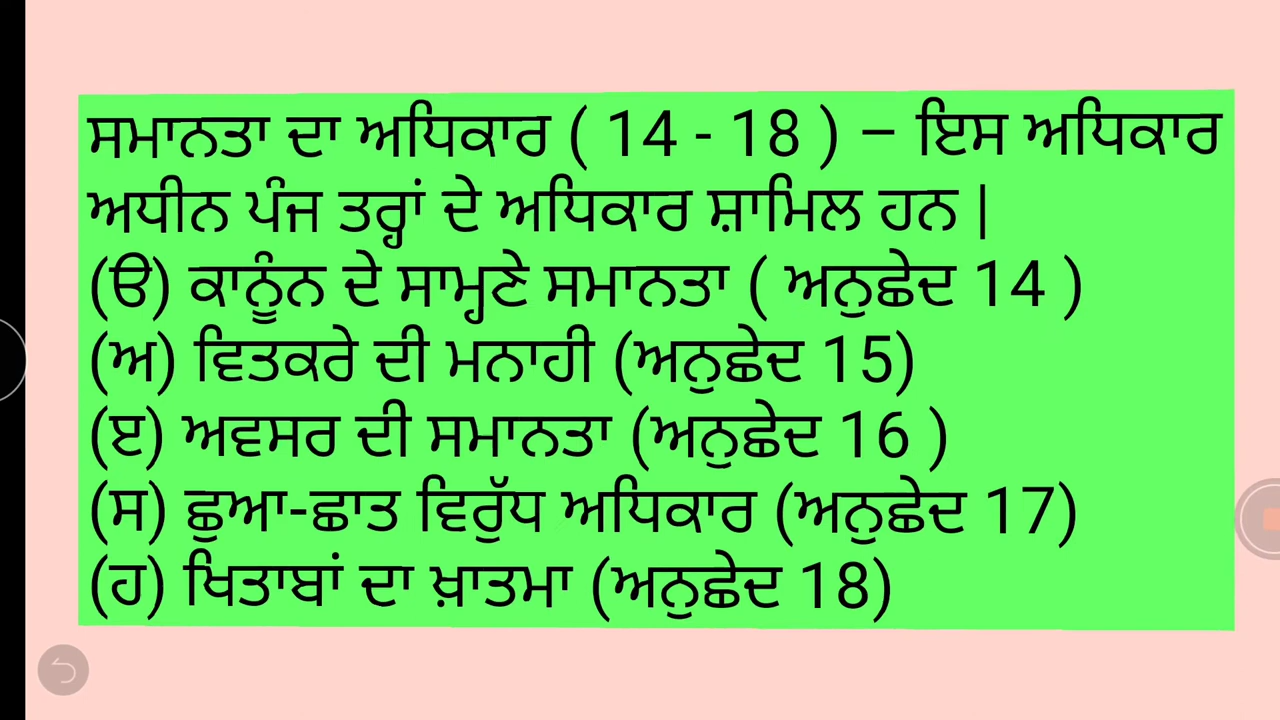 ਸਮਾਨਤਾ ਦਾ ਅਧਿਕਾਰ ( 14 - 18 ) – ਇਸ ਅਧਿਕਾਰ
ਅਧੀਨ ਪੰਜ ਤਰ੍ਹਾਂ ਦੇ ਅਧਿਕਾਰ ਸ਼ਾਮਿਲ ਹਨ |
(ੳ) ਕਾਨੂੰਨ ਦੇ ਸਾਮ੍ਹਣੇ ਸਮਾਨਤਾ ( ਅਨੁਛੇਦ 14 )
(ਅ) ਵਿਤਕਰੇ ਦੀ ਮਨਾਹੀ (ਅਨੁਛੇਦ 15)
(ੲ) ਅਵਸਰ ਦੀ ਸਮਾਨਤਾ (ਅਨੁਛੇਦ 16 )
(ਸ) ਛੁਆ-ਛਾਤ ਵਿਰੁੱਧ ਅਧਿਕਾਰ (ਅਨੁਛੇਦ 17)
(ਹ) ਖਿਤਾਬਾਂ ਦਾ ਖ਼ਾਤਮਾ (ਅਨੁਛੇਦ 18)